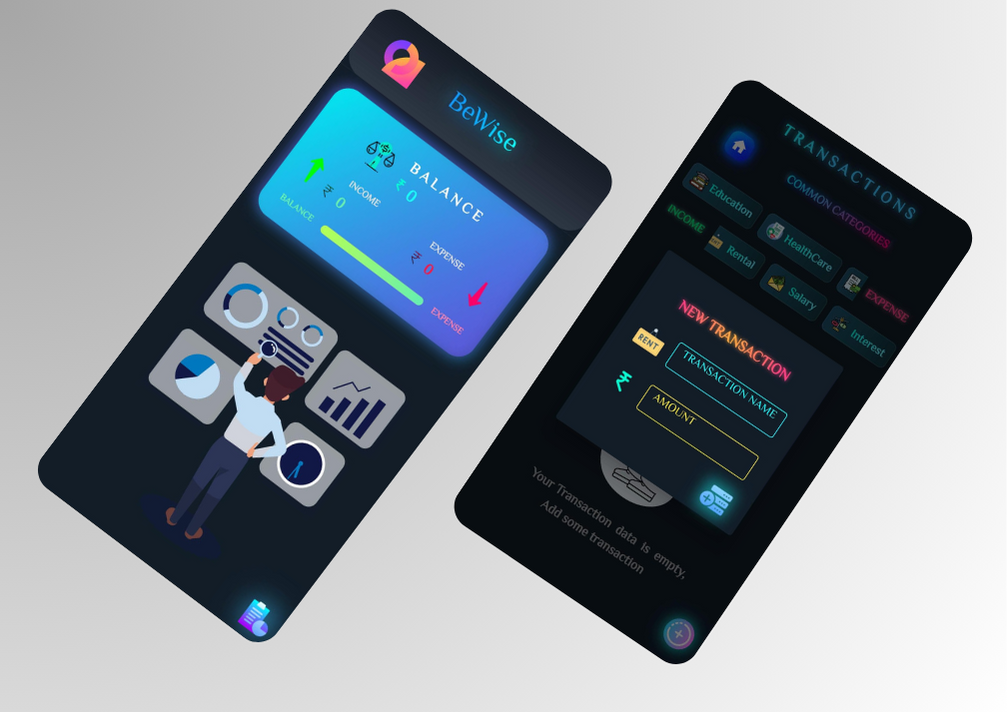 BeWise
BALANCE
₹ 0
INCOME
₹ 0
BALANCE
EXPENSE
₹ 0
EXPENSE
TRANSACTIONS
COMMON CATEGORIES
Education
HealthCare
INCOME
EXPENSE
Rental
Salary
Interest
NEW TRANSACTION
RENT
TRANSACTION NAME
₹
AMOUNT
Your Transaction data is empty,
Add some transaction